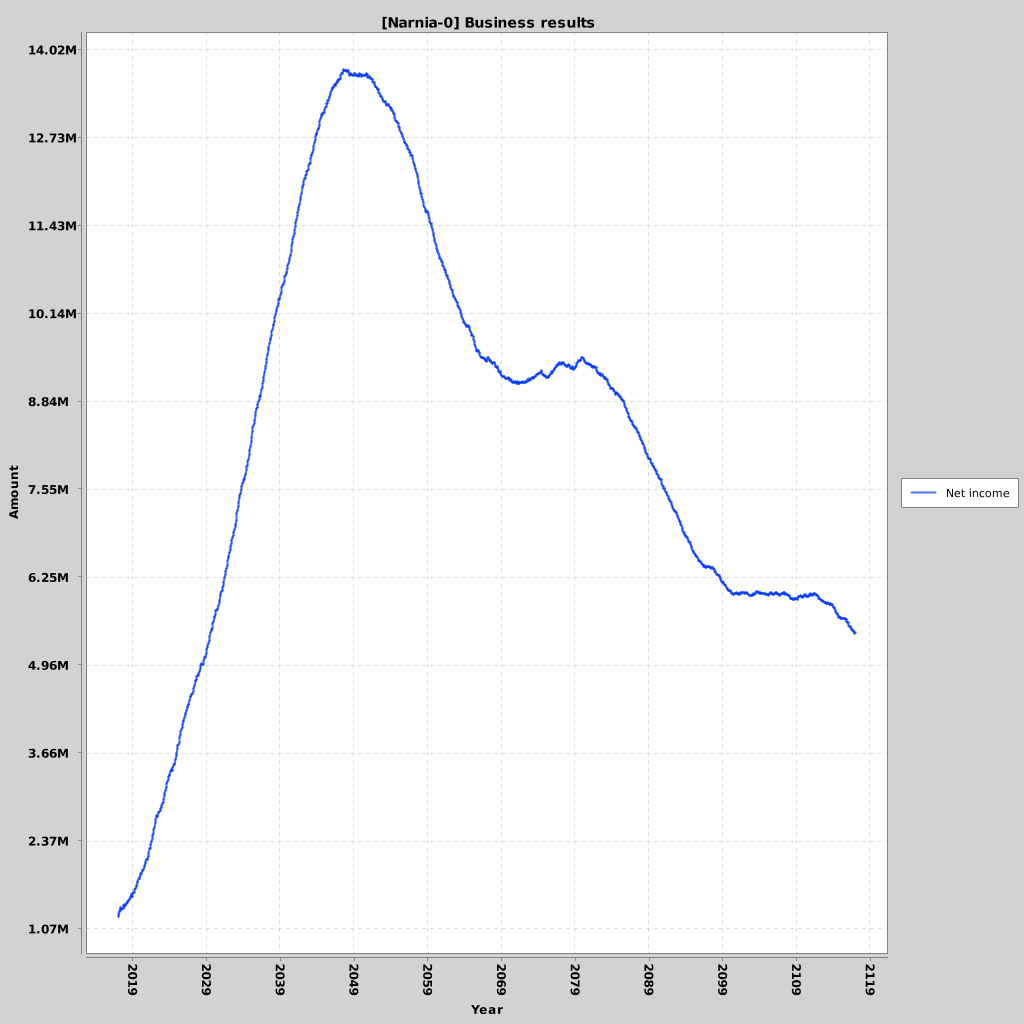 [Narnia-0] Business results
14.02M
12.73M
11.43M
10.14M
8.84M
7.55M
6.25M
4.96M
3.66M
2.37M
1.07M
Amount
2019
2029
2039
2049
2059
2069
2079
2089
2099
2109
2119
Year
Net income